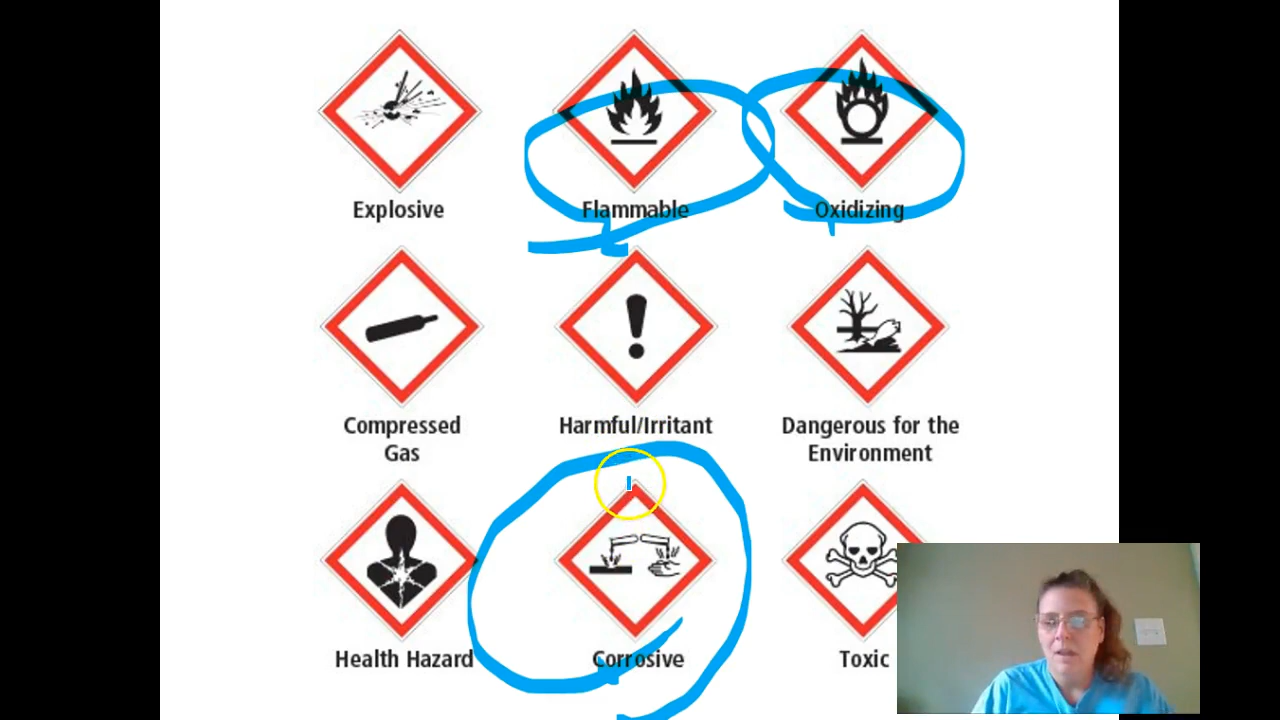 Explosive
Flammable
Oxidizing
Compressed
Gas
Harmful/Irritant
Dangerous for the
Environment
Health Hazard
Corrosive
Toxic